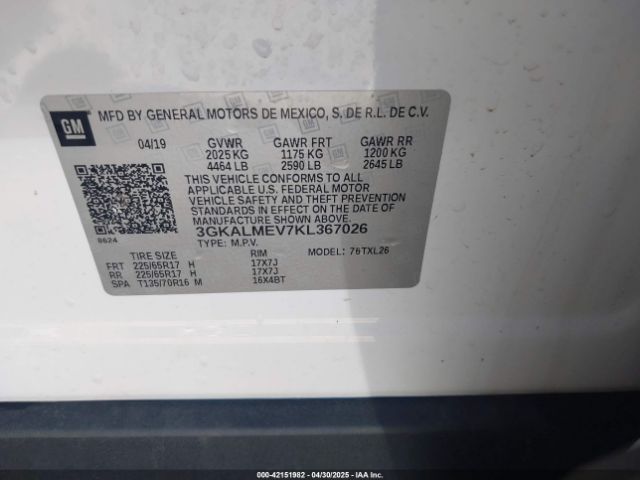 GM
MFD BY GENERAL MOTORS DE MEXICO, S. DE R.L. DE C.V.
04/19 GVWR GAWR FRT GAWR RR
2025 KG 1175 KG 1200 KG
4464 LB 2590 LB 2645 LB
THIS VEHICLE CONFORMS TO ALL
APPLICABLE U.S. FEDERAL MOTOR
VEHICLE SAFETY AND THEFT PREVENTION
STANDARDS IN EFFECT ON THE DATE OF
MANUFACTURE SHOWN ABOVE.
3GKALMEV7KL367026
8624
TYPE: M.P.V. MODEL: 76TXL26
TIRE SIZE RIM
FRT 225/65R17 H 17X7J
RR 225/65R17 H 17X7J
SPA T135/70R16 M 16X4BT
000-42151982 - 04/30/2025 - IAA Inc.